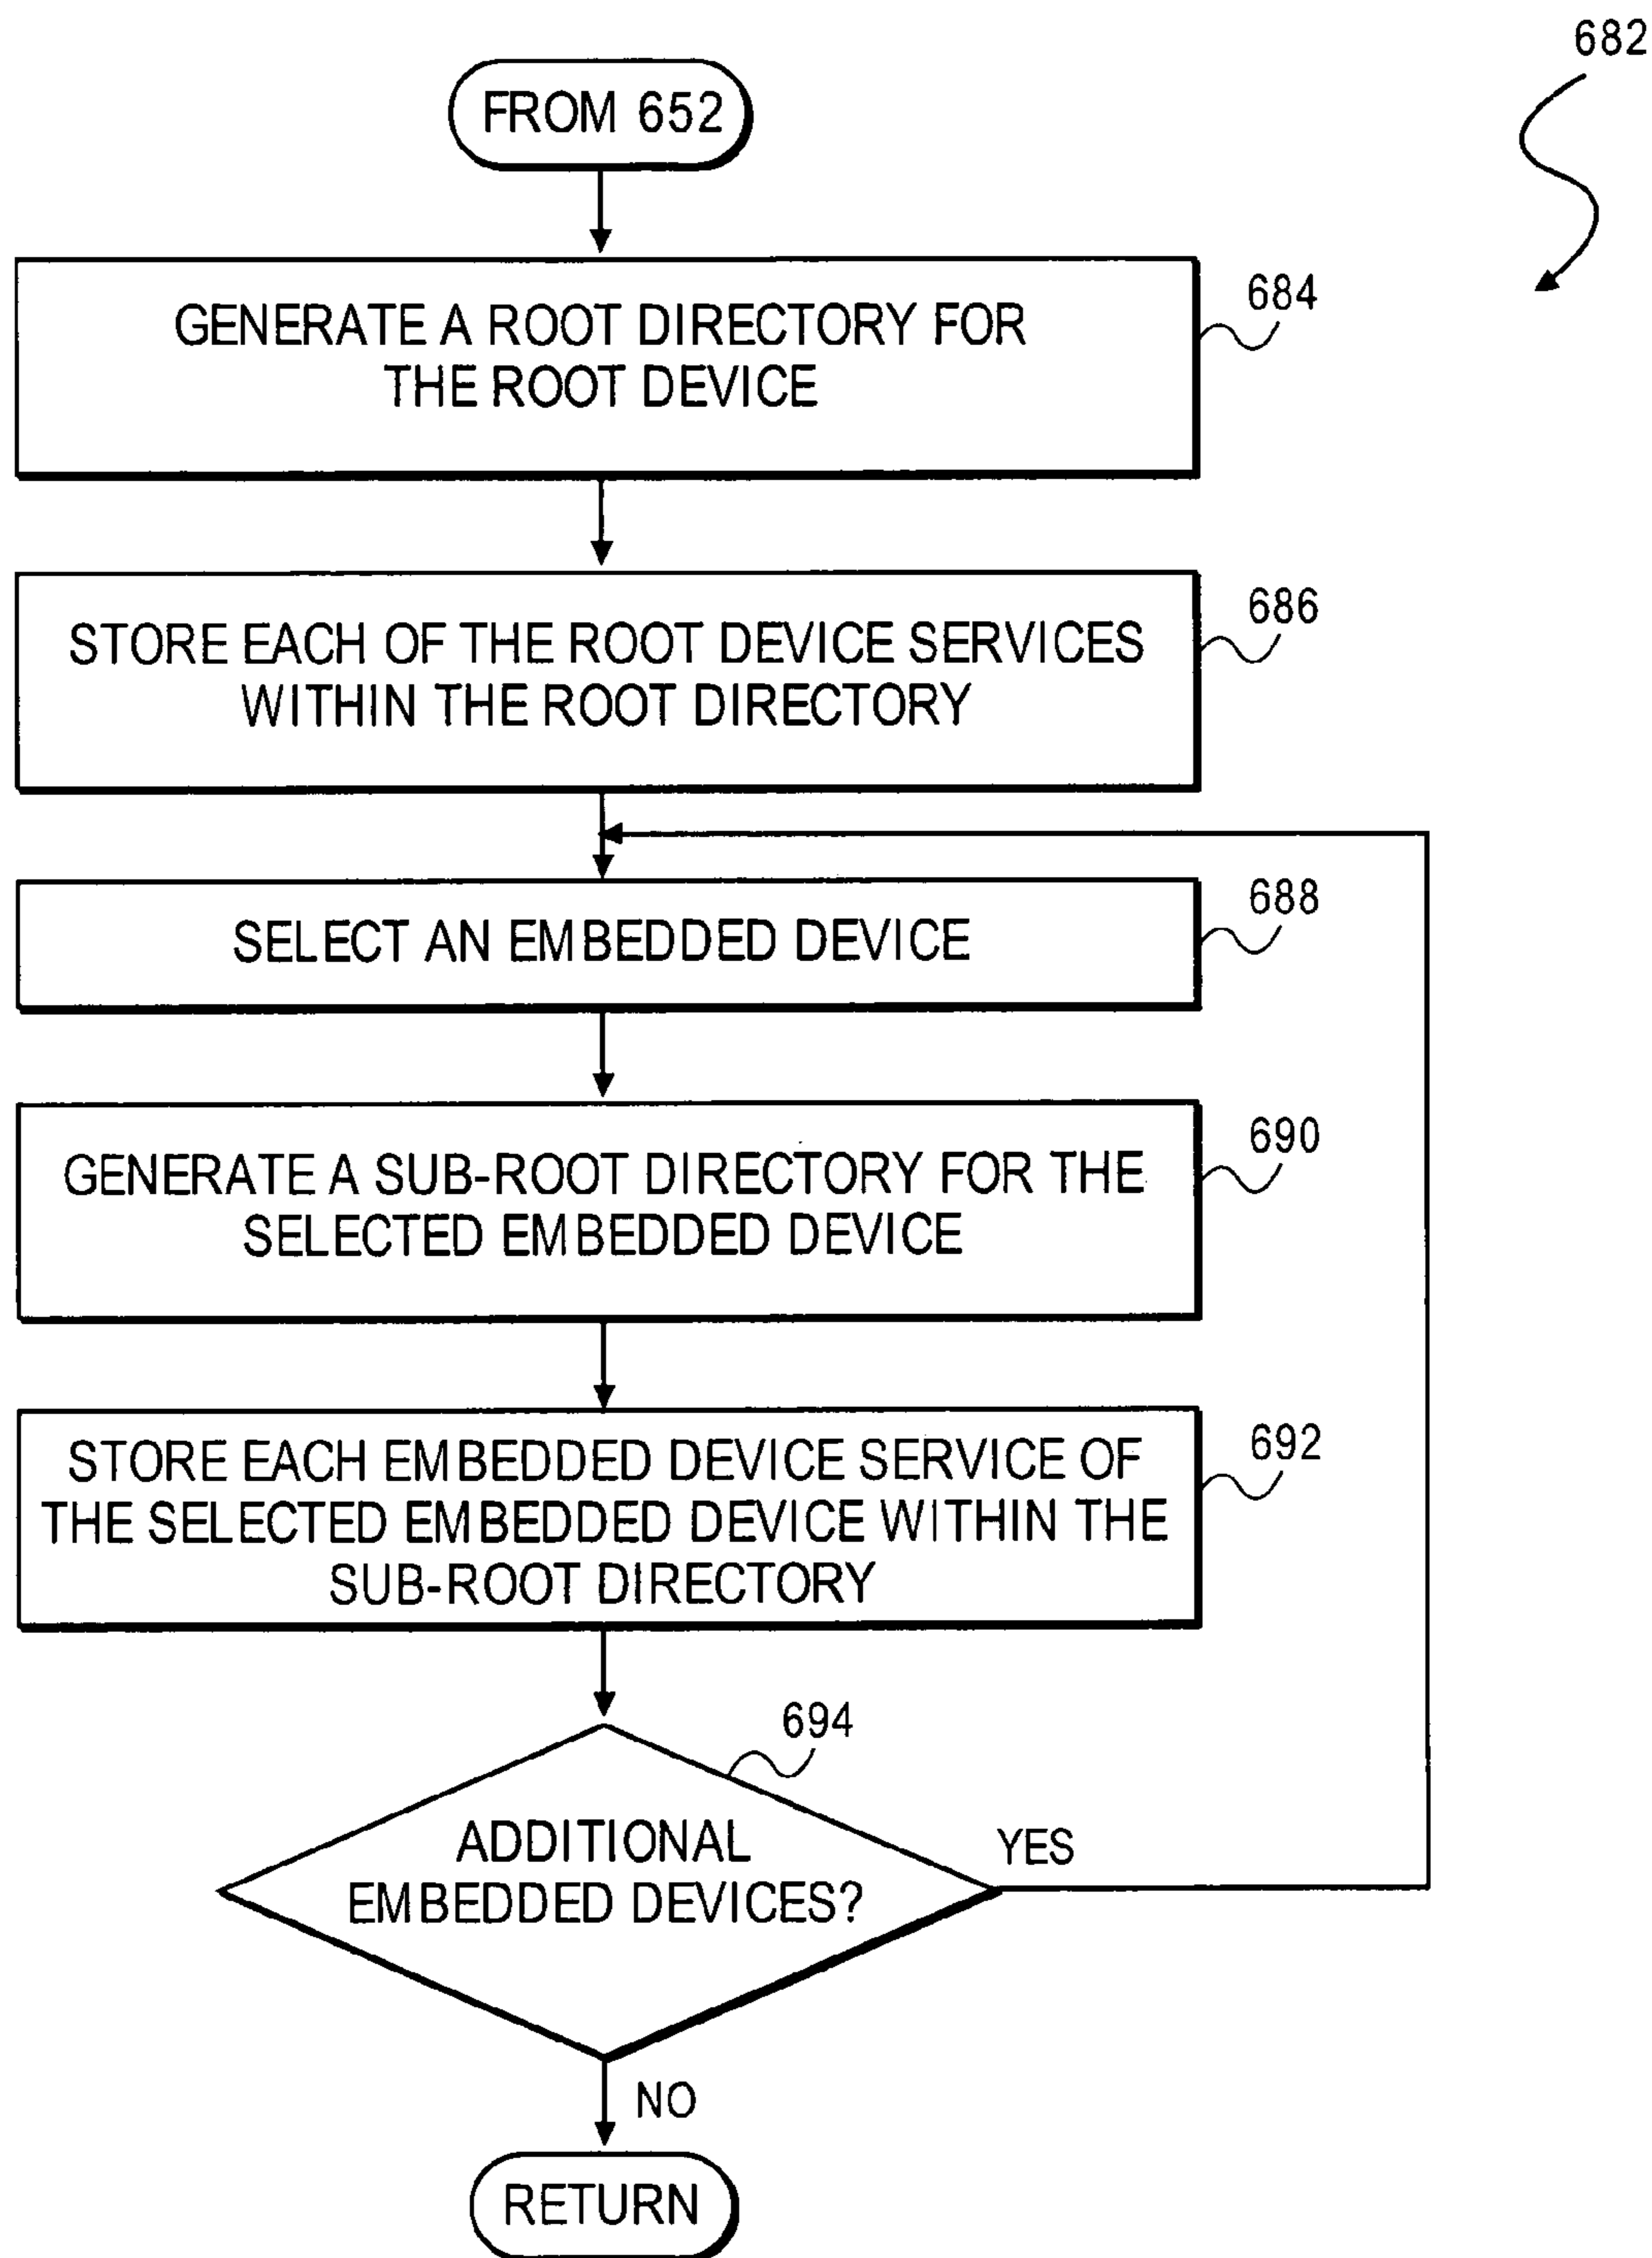 682
FROM 652
GENERATE A ROOT DIRECTORY FOR
THE ROOT DEVICE
684
STORE EACH OF THE ROOT DEVICE SERVICES
WITHIN THE ROOT DIRECTORY
686
SELECT AN EMBEDDED DEVICE
688
GENERATE A SUB-ROOT DIRECTORY FOR THE
SELECTED EMBEDDED DEVICE
690
STORE EACH EMBEDDED DEVICE SERVICE OF
THE SELECTED EMBEDDED DEVICE WITHIN THE
SUB-ROOT DIRECTORY
692
694
ADDITIONAL
EMBEDDED DEVICES?
YES
NO
RETURN